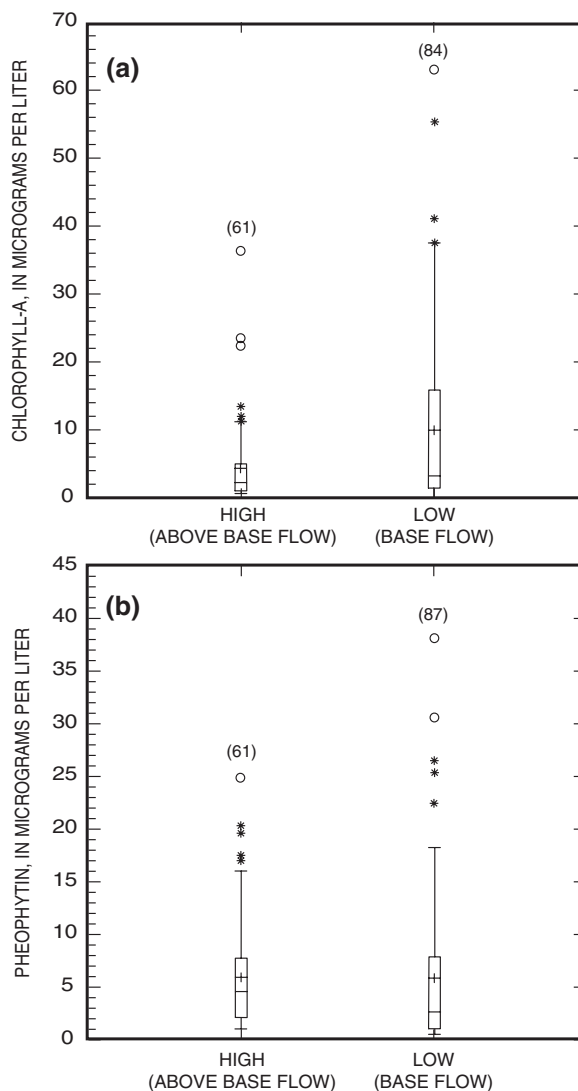 CHLOROPHYLL-A, IN MICROGRAMS PER LITER
70
60
50
40
30
20
10
0
(a)
(61)
(84)
HIGH
(ABOVE BASE FLOW)
LOW
(BASE FLOW)
PHEOPHYTIN, IN MICROGRAMS PER LITER
45
40
35
30
25
20
15
10
5
0
(b)
(61)
(87)
HIGH
(ABOVE BASE FLOW)
LOW
(BASE FLOW)